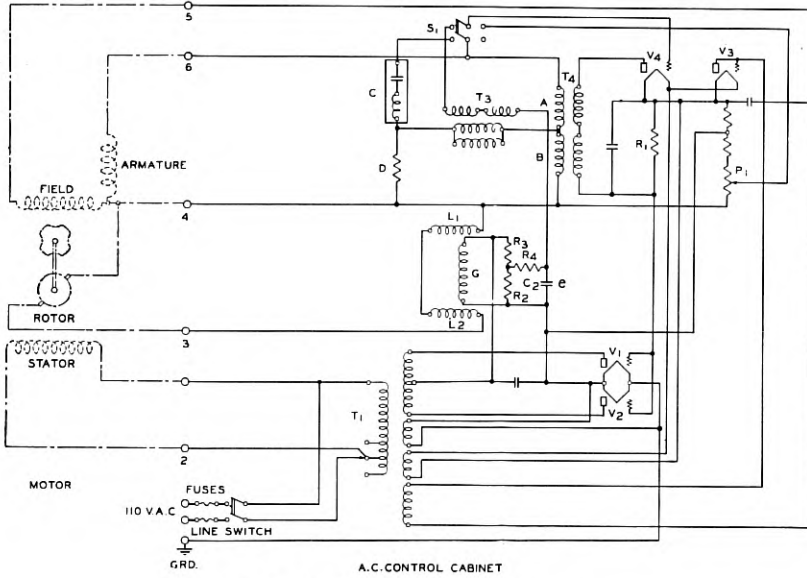 5
S1
6
V4
V3
C
T3
A
T4
ARMATURE
R1
B
P1
D
FIELD
4
L1
R3
R4
G
C2
e
R2
ROTOR
3
L2
STATOR
V1
T1
V2
2
MOTOR
FUSES
110 V.A.C
LINE SWITCH
GRD.
A.C. CONTROL CABINET